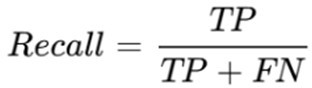 Recall = TP / TP + FN